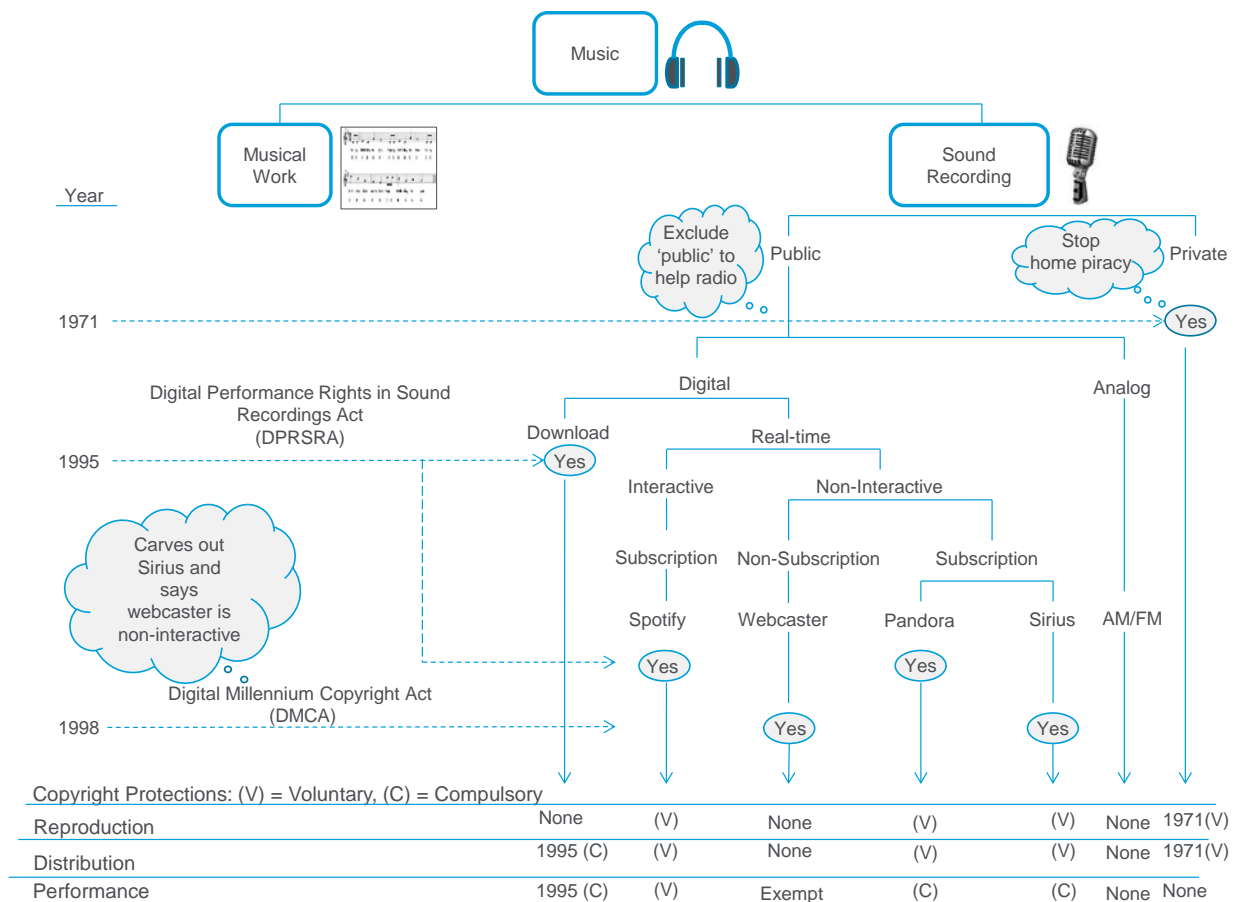 Music
Musical
Work
Sound
Recording
Year
Exclude
'public' to
help radio
Public
Stop
home piracy
Private
1971
Yes
Digital
Analog
Digital Performance Rights in Sound
Recordings Act
(DPRSRA)
Download
Real-time
1995
Yes
Interactive
Non-Interactive
Carves out
Sirius and
says
webcaster is
non-interactive
Subscription
Non-Subscription
Subscription
Spotify
Webcaster
Pandora
Sirius
AM/FM
Yes
Yes
Digital Millennium Copyright Act
(DMCA)
1998
Yes
Yes
Copyright Protections: (V) = Voluntary, (C) = Compulsory
Reproduction None (V) None (V) (V) None 1971(V)
Distribution 1995 (C) (V) None (V) (V) None 1971(V)
Performance 1995 (C) (V) Exempt (C) (C) None None